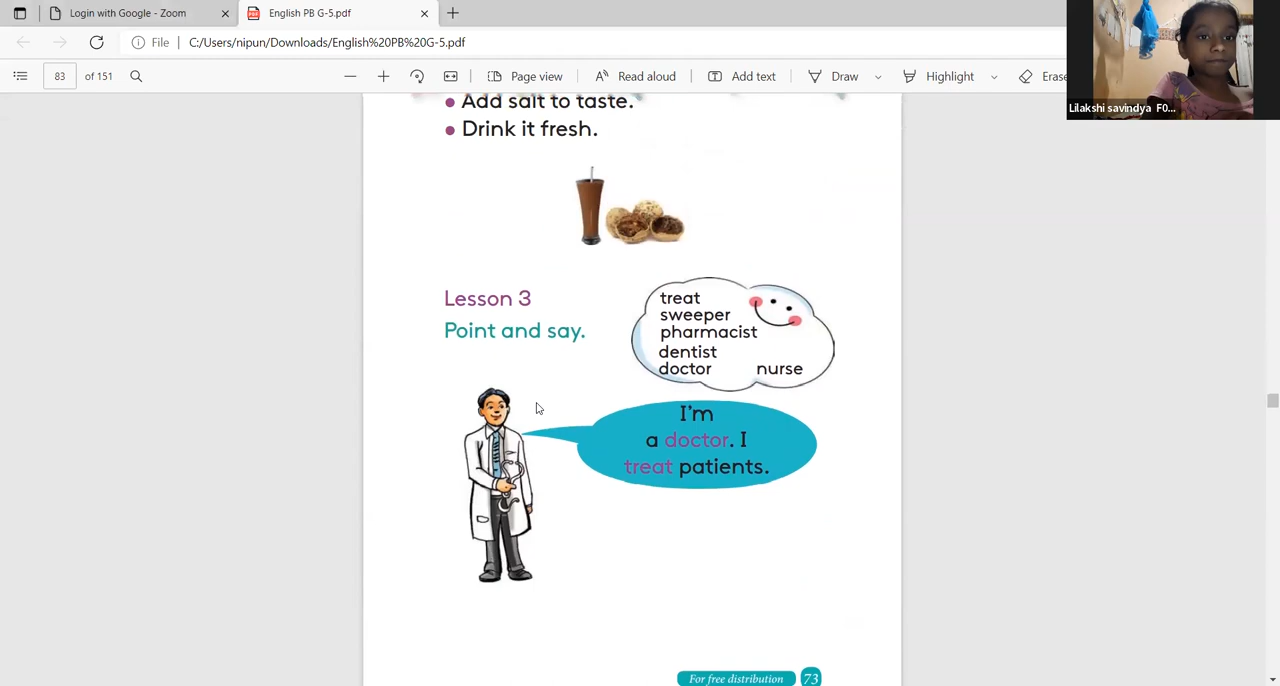 Login with Google - Zoom
English PB G-5.pdf
File
C:/Users/nipun/Downloads/English%20PB%20G-5.pdf
83 of 151
Page view
Read aloud
Add text
Draw
Highlight
Erase
Lilakshi savindya F0...
Add salt to taste.
Drink it fresh.
Lesson 3
Point and say.
treat
sweeper
pharmacist
dentist
doctor nurse
I'm
a doctor. I
treat patients.
For free distribution 73